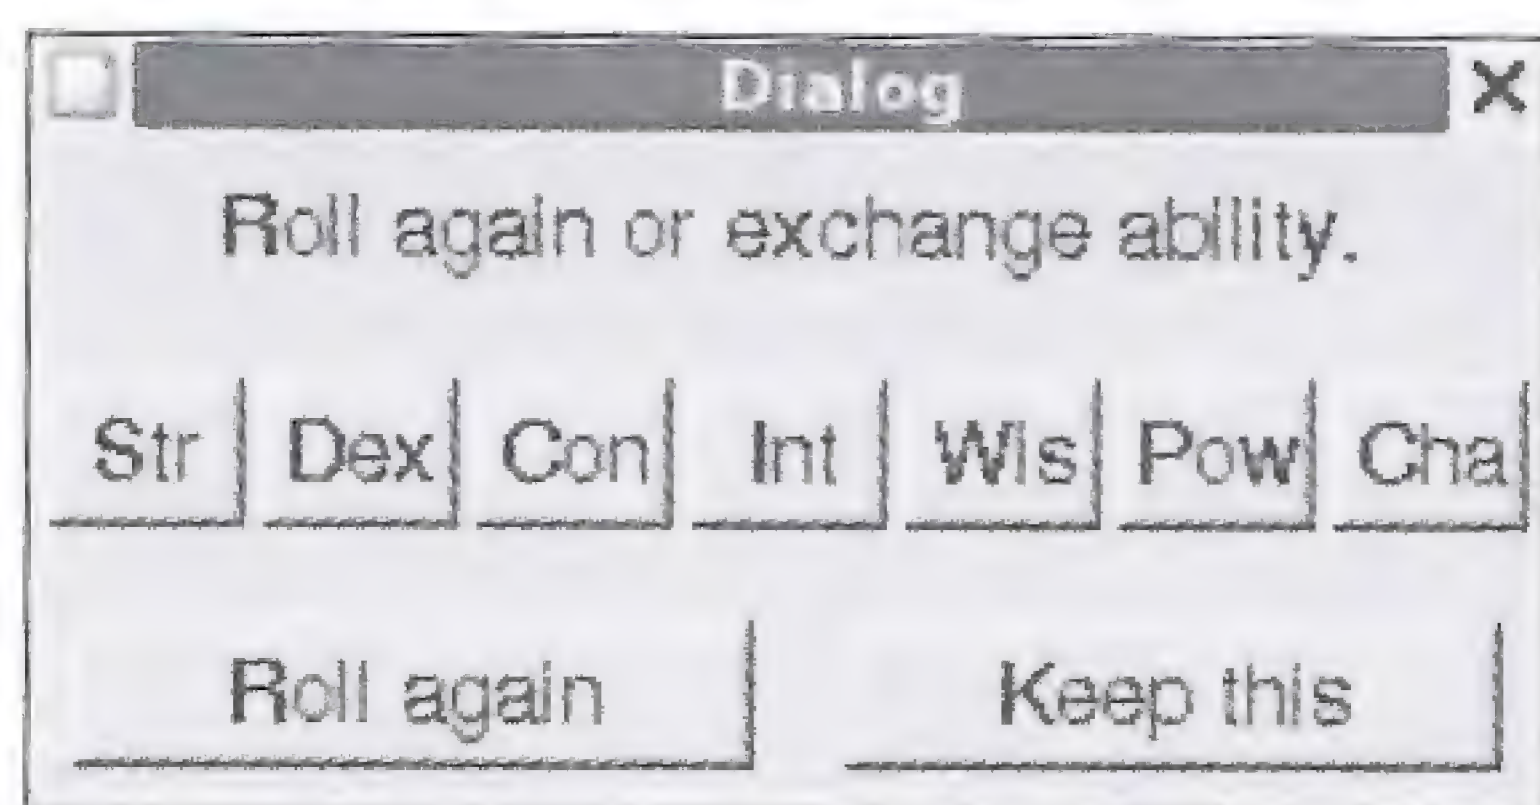 Dialog
Roll again or exchange ability.
Str Dex Con Int Wis Pow Cha
Roll again Keep this